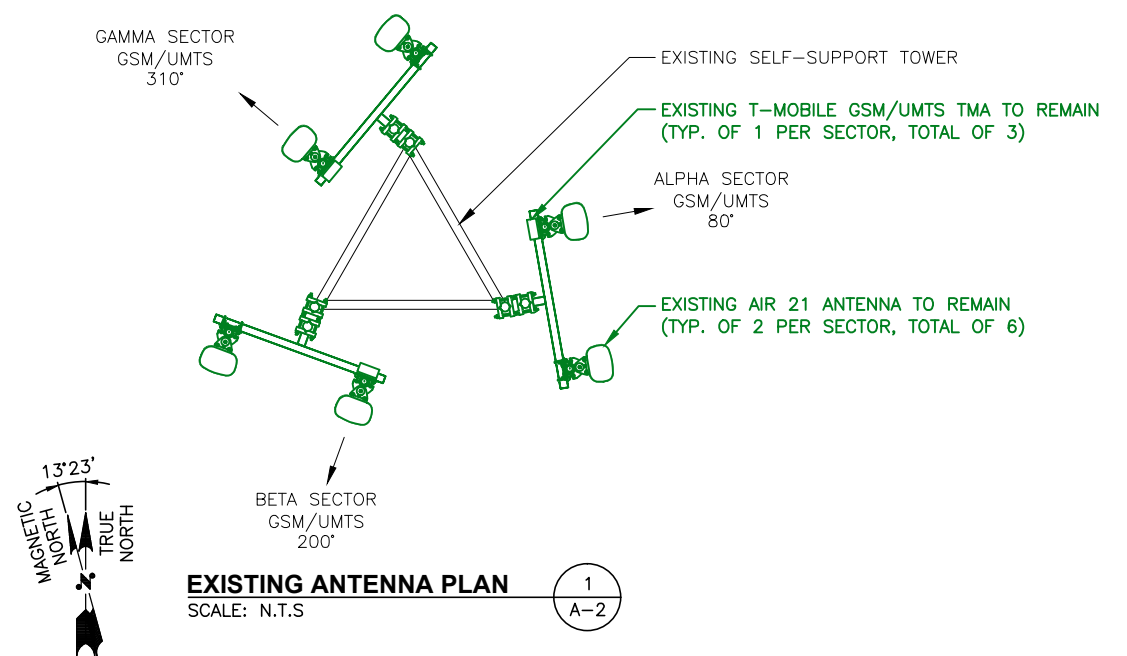 GAMMA SECTOR
GSM/UMTS
310°
EXISTING SELF-SUPPORT TOWER
EXISTING T-MOBILE GSM/UMTS TMA TO REMAIN
(TYP. OF 1 PER SECTOR, TOTAL OF 3)
ALPHA SECTOR
GSM/UMTS
80°
EXISTING AIR 21 ANTENNA TO REMAIN
(TYP. OF 2 PER SECTOR, TOTAL OF 6)
BETA SECTOR
GSM/UMTS
200°
13°23'
MAGNETIC
NORTH
TRUE
NORTH
N
EXISTING ANTENNA PLAN
SCALE: N.T.S
1
A-2